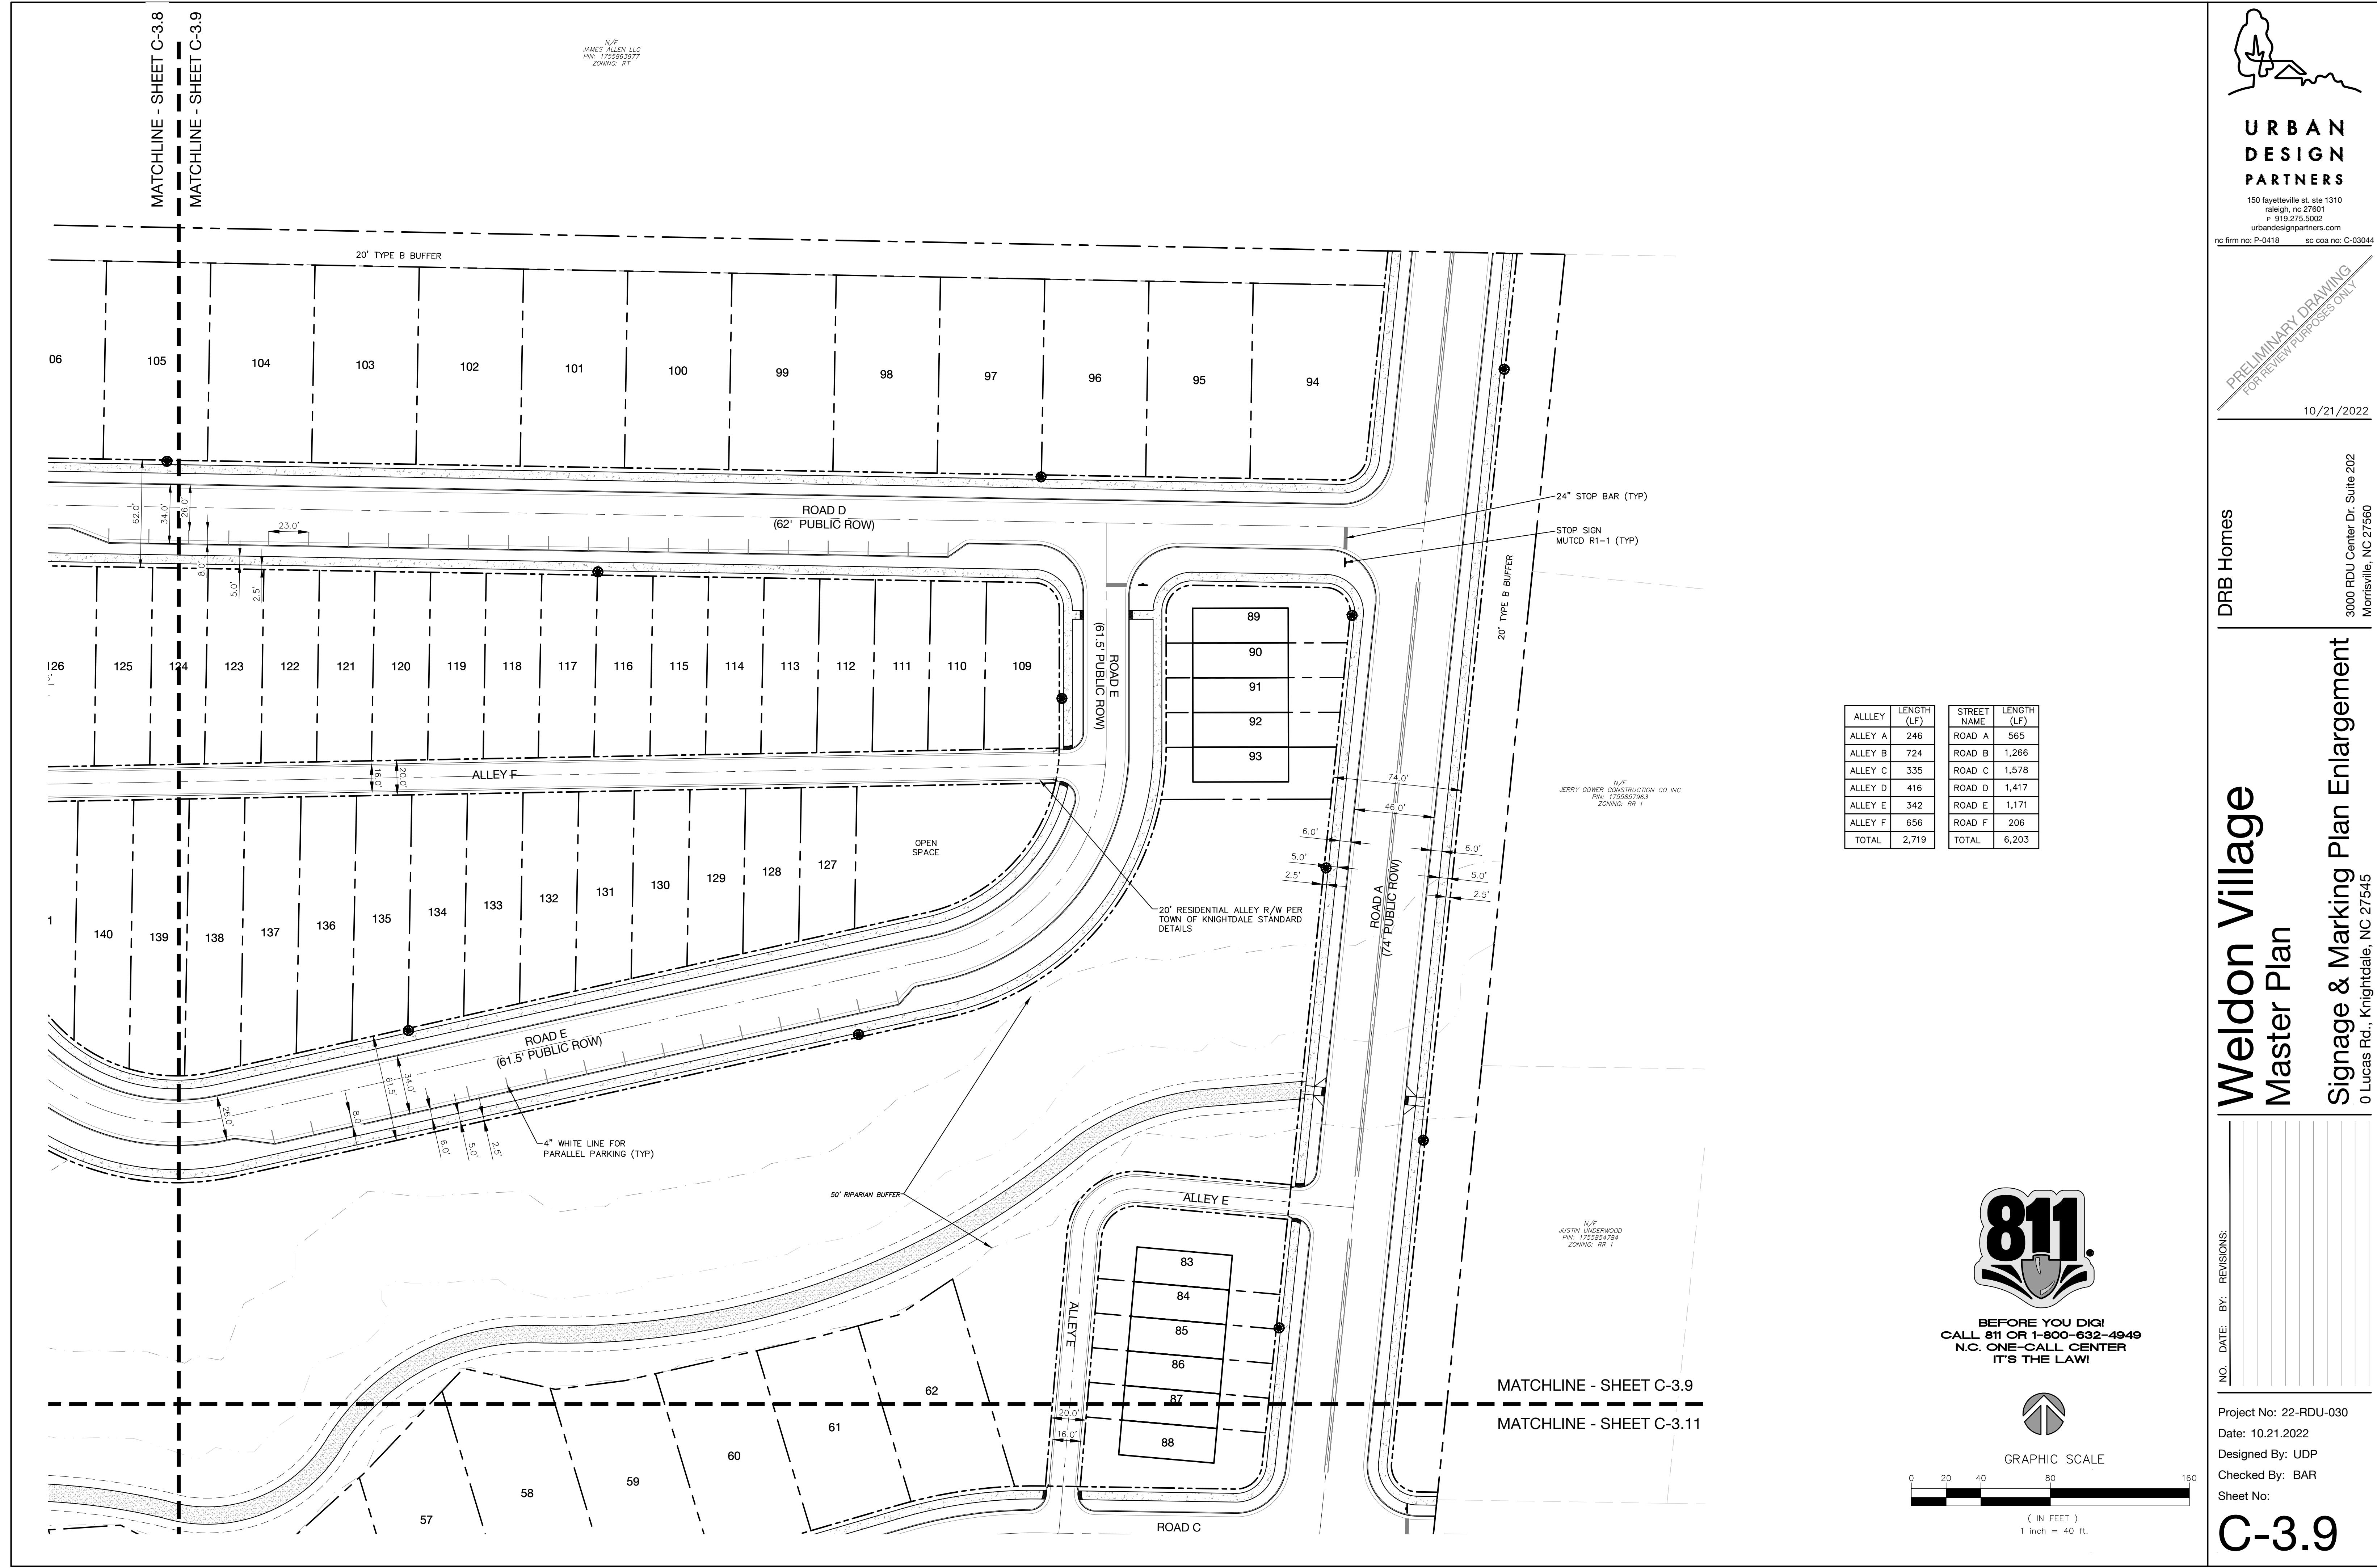 MATCHLINE - SHEET C-3.8
MATCHLINE - SHEET C-3.9
N/F
JAMES ALLEN LLC
PIN: 1755863977
ZONING: RT
20' TYPE B BUFFER
06
105
104
103
102
101
100
99
98
97
96
95
94
62.0'
34.0'
26.0'
23.0'
8.0'
5.0'
2.5'
ROAD D
(62' PUBLIC ROW)
24" STOP BAR (TYP)
STOP SIGN
MUTCD R1-1 (TYP)
20' TYPE B BUFFER
126
125
124
123
122
121
120
119
118
117
116
115
114
113
112
111
110
109
ROAD E
(61.5' PUBLIC ROW)
89
90
91
92
93
16.0'
20.0'
ALLEY F
74.0'
46.0'
6.0'
5.0'
2.5'
6.0'
5.0'
2.5'
ROAD A
(74' PUBLIC ROW)
N/F
JERRY GOWER CONSTRUCTION CO INC
PIN: 1755857963
ZONING: RR 1
OPEN
SPACE
1
140
139
138
137
136
135
134
133
132
131
130
129
128
127
20' RESIDENTIAL ALLEY R/W PER
TOWN OF KNIGHTDALE STANDARD
DETAILS
ROAD E
(61.5' PUBLIC ROW)
26.0'
61.5'
34.0'
8.0'
6.0'
5.0'
2.5'
4" WHITE LINE FOR
PARALLEL PARKING (TYP)
50' RIPARIAN BUFFER
ALLEY E
ALLEY E
N/F
JUSTIN UNDERWOOD
PIN: 1755854784
ZONING: RR 1
83
84
85
86
87
88
62
61
60
59
58
57
20.0'
16.0'
ROAD C
MATCHLINE - SHEET C-3.9
MATCHLINE - SHEET C-3.11
ALLLEY LENGTH (LF)
ALLEY A 246
ALLEY B 724
ALLEY C 335
ALLEY D 416
ALLEY E 342
ALLEY F 656
TOTAL 2,719
STREET NAME LENGTH (LF)
ROAD A 565
ROAD B 1,266
ROAD C 1,578
ROAD D 1,417
ROAD E 1,171
ROAD F 206
TOTAL 6,203
811
BEFORE YOU DIG!
CALL 811 OR 1-800-632-4949
N.C. ONE-CALL CENTER
IT'S THE LAW!
GRAPHIC SCALE
0 20 40 80 160
( IN FEET )
1 inch = 40 ft.
URBAN
DESIGN
PARTNERS
150 fayetteville st. ste 1310
raleigh, nc 27601
P 919.275.5002
urbandesignpartners.com
nc firm no: P-0418 sc coa no: C-03044
PRELIMINARY DRAWING
FOR REVIEW PURPOSES ONLY
10/21/2022
DRB Homes
3000 RDU Center Dr. Suite 202
Morrisville, NC 27560
Weldon Village
Master Plan
Signage & Marking Plan Enlargement
0 Lucas Rd., Knightdale, NC 27545
NO. DATE: BY: REVISIONS:
Project No: 22-RDU-030
Date: 10.21.2022
Designed By: UDP
Checked By: BAR
Sheet No:
C-3.9